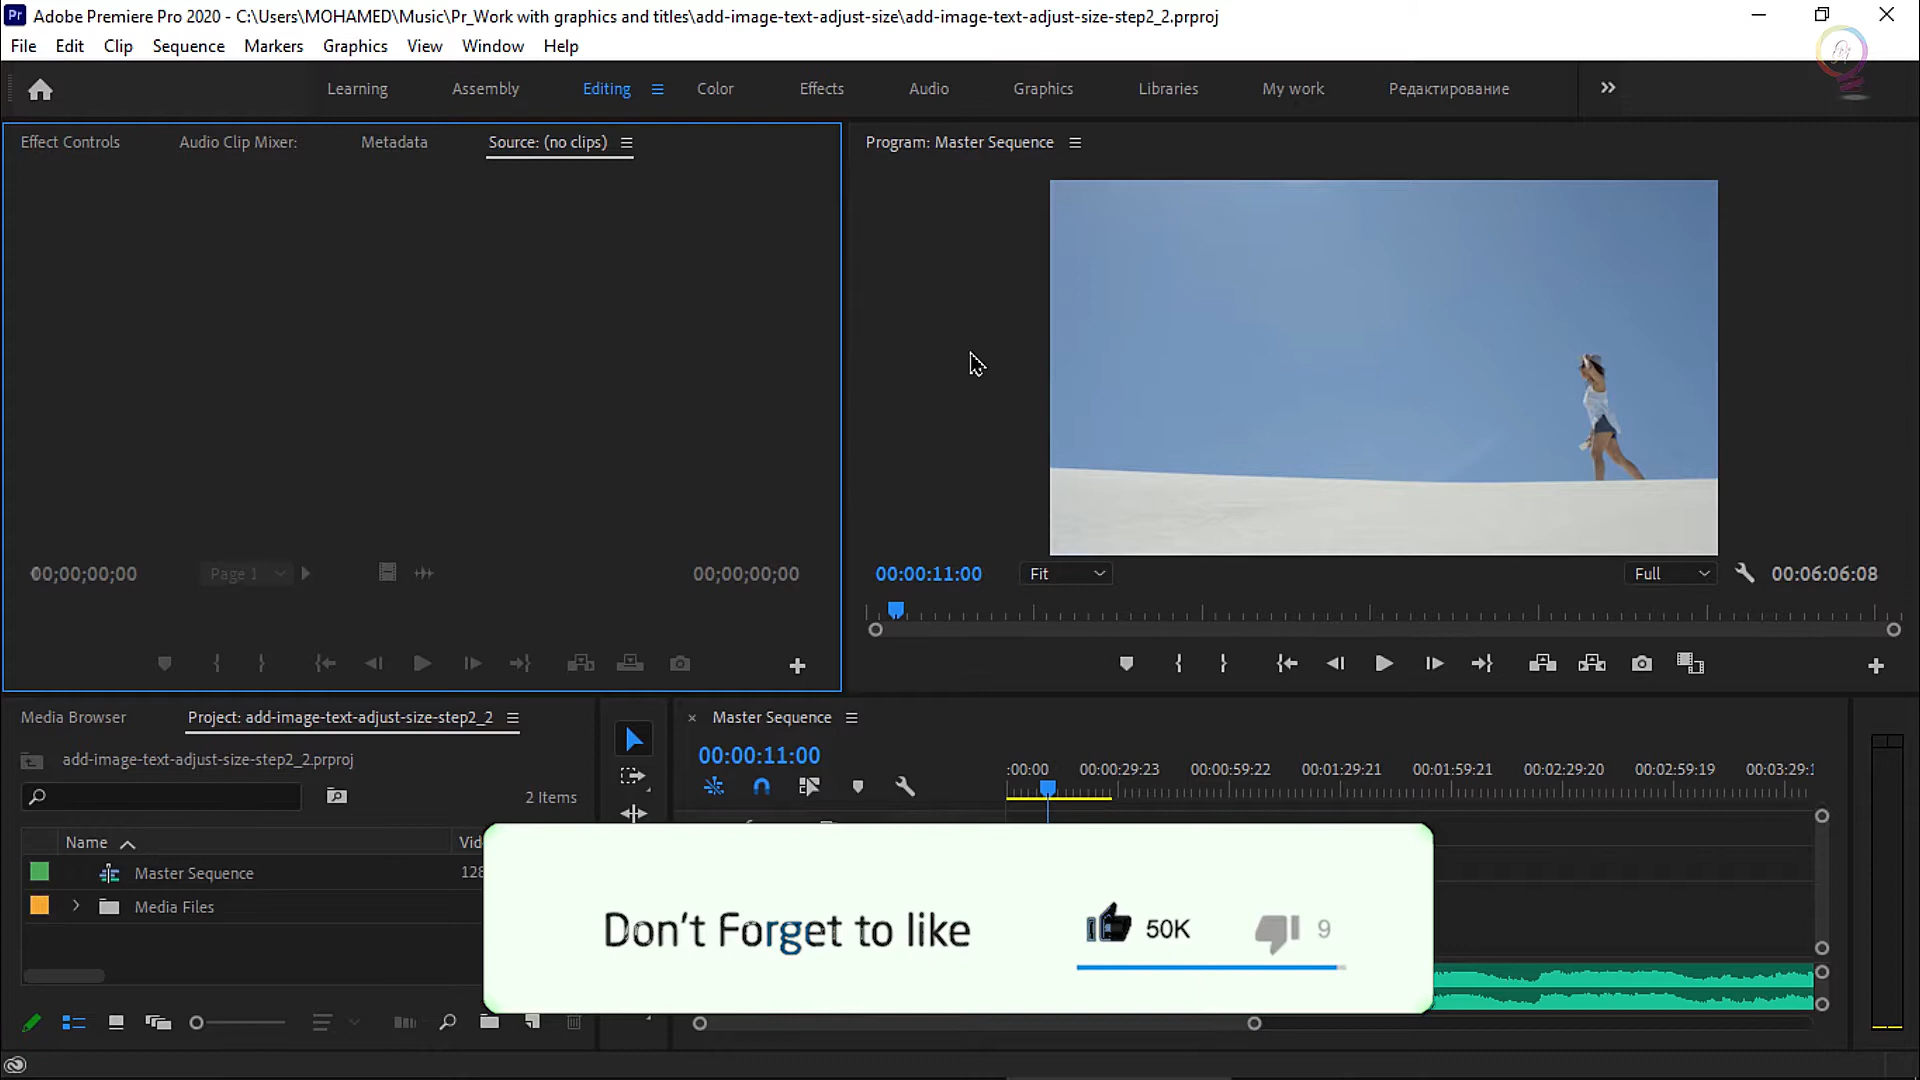 Pr Adobe Premiere Pro 2020 - C:\Users\MOHAMED\Music\Pr_Work with graphics and titles\add-image-text-adjust-size\add-image-text-adjust-size-step2_2.prproj
File Edit Clip Sequence Markers Graphics View Window Help
Learning Assembly Editing Color Effects Audio Graphics Libraries My work Редактирование
Effect Controls Audio Clip Mixer: Metadata Source: (no clips)
Program: Master Sequence
00;00;00;00 Page 1 00;00;00;00
00:00:11:00 Fit Full 00:06:06:08
Media Browser Project: add-image-text-adjust-size-step2_2
add-image-text-adjust-size-step2_2.prproj
2 Items
Name Vid
Master Sequence 128
Media Files
Master Sequence
00:00:11:00
:00:00 00:00:29:23 00:00:59:22 00:01:29:21 00:01:59:21 00:02:29:20 00:02:59:19 00:03:29:1
Don't Forget to like 50K 9